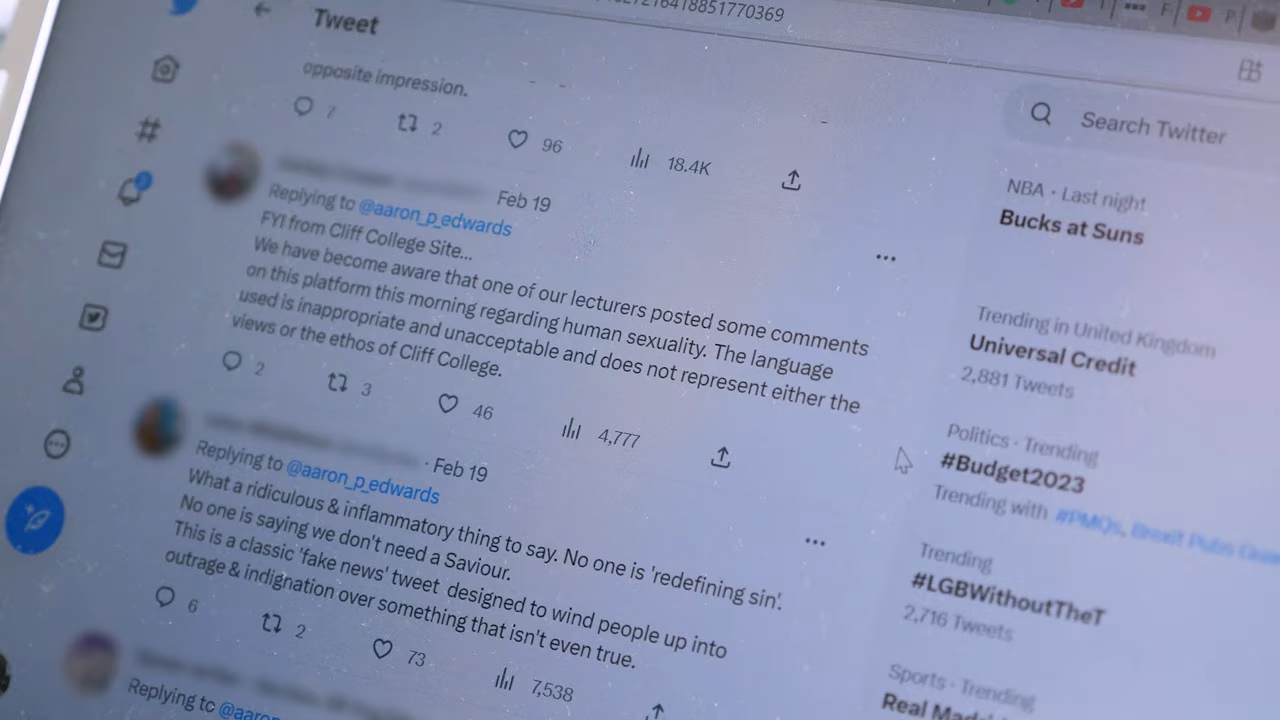 18851770369
Tweet
opposite impression.
7 2 96 18.4K
Feb 19
Replying to @aaron_p_edwards
FYI from Cliff College Site...
We have become aware that one of our lecturers posted some comments
on this platform this morning regarding human sexuality. The language
used is inappropriate and unacceptable and does not represent either the
views or the ethos of Cliff College.
2 3 46 4,777
· Feb 19
Replying to @aaron_p_edwards
What a ridiculous & inflammatory thing to say. No one is 'redefining sin'.
No one is saying we don't need a Saviour.
This is a classic 'fake news' tweet designed to wind people up into
outrage & indignation over something that isn't even true.
6 2 73 7,538
Replying to
Search Twitter
NBA · Last night
Bucks at Suns
Trending in United Kingdom
Universal Credit
2,881 Tweets
Politics · Trending
#Budget2023
Trending with #PMQs,
Trending
#LGBWithoutTheT
2,716 Tweets
Sports · Trending
Real